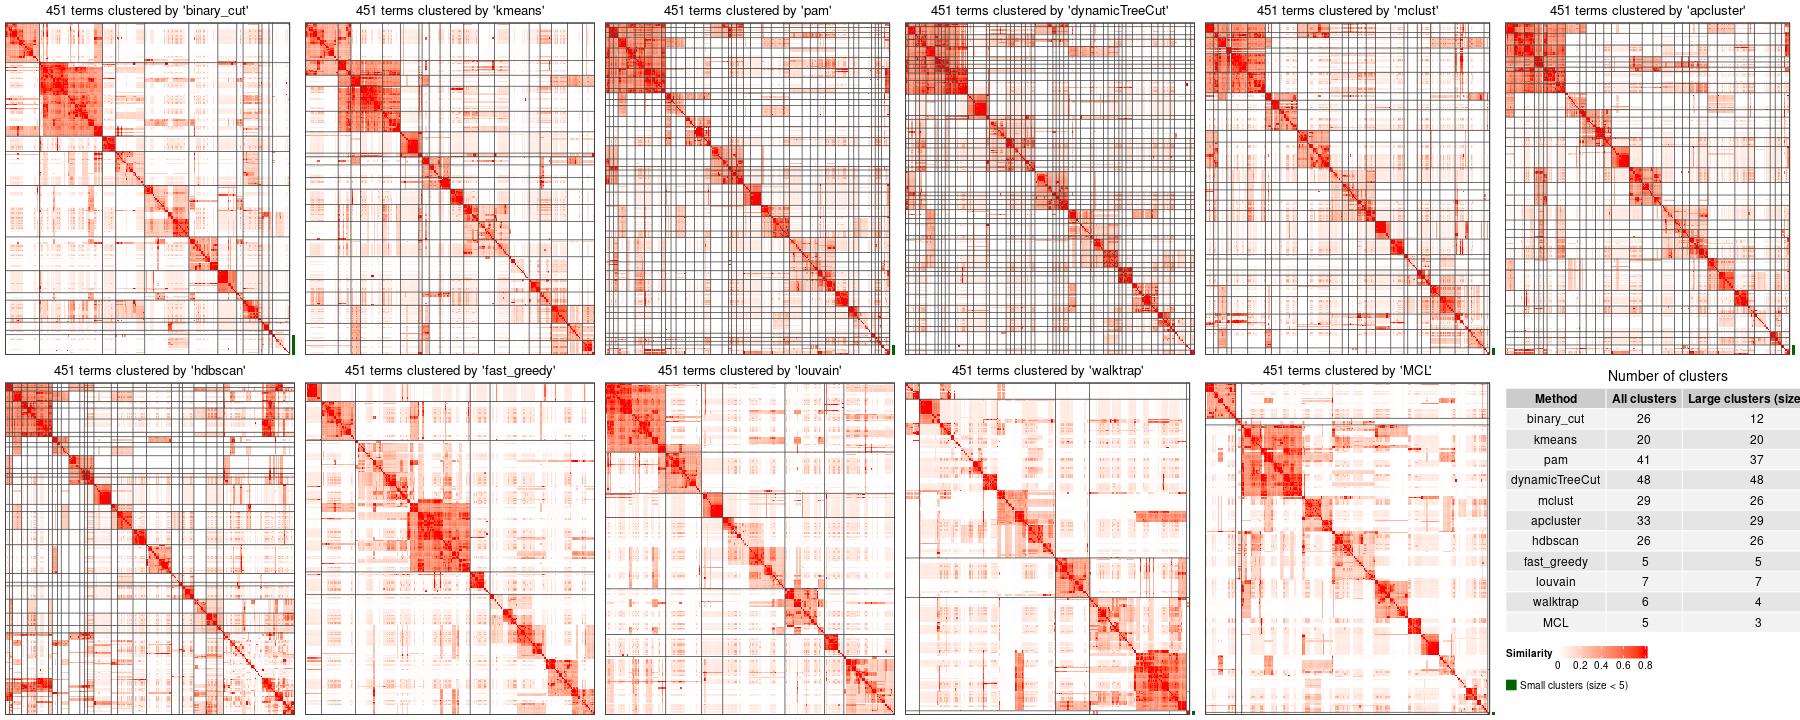 451 terms clustered by 'binary_cut'
451 terms clustered by 'kmeans'
451 terms clustered by 'pam'
451 terms clustered by 'dynamicTreeCut'
451 terms clustered by 'mclust'
451 terms clustered by 'apcluster'
451 terms clustered by 'hdbscan'
451 terms clustered by 'fast_greedy'
451 terms clustered by 'louvain'
451 terms clustered by 'walktrap'
451 terms clustered by 'MCL'
Number of clusters
Method All clusters Large clusters (size
binary_cut 26 12
kmeans 20 20
pam 41 37
dynamicTreeCut 48 48
mclust 29 26
apcluster 33 29
hdbscan 26 26
fast_greedy 5 5
louvain 7 7
walktrap 6 4
MCL 5 3
Similarity
0 0.2 0.4 0.6 0.8
Small clusters (size < 5)